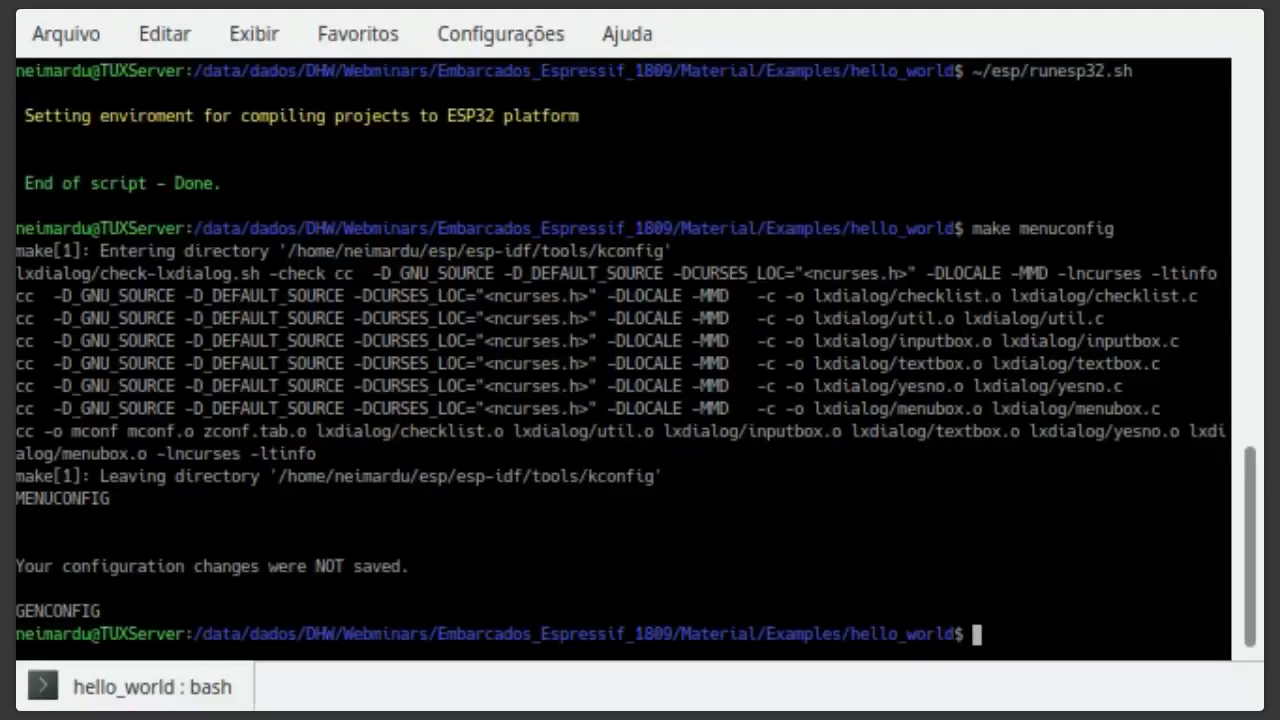 Arquivo Editar Exibir Favoritos Configurações Ajuda
neimardu@TUXServer:/data/dados/DHW/Webminars/Embarcados_Espressif_1809/Material/Examples/hello_world$ ~/esp/runesp32.sh
Setting enviroment for compiling projects to ESP32 platform
End of script - Done.
neimardu@TUXServer:/data/dados/DHW/Webminars/Embarcados_Espressif_1809/Material/Examples/hello_world$ make menuconfig
make[1]: Entering directory '/home/neimardu/esp/esp-idf/tools/kconfig'
lxdialog/check-lxdialog.sh -check cc  -D_GNU_SOURCE -D_DEFAULT_SOURCE -DCURSES_LOC="<ncurses.h>" -DLOCALE -MMD -lncurses -ltinfo
cc  -D_GNU_SOURCE -D_DEFAULT_SOURCE -DCURSES_LOC="<ncurses.h>" -DLOCALE -MMD   -c -o lxdialog/checklist.o lxdialog/checklist.c
cc  -D_GNU_SOURCE -D_DEFAULT_SOURCE -DCURSES_LOC="<ncurses.h>" -DLOCALE -MMD   -c -o lxdialog/util.o lxdialog/util.c
cc  -D_GNU_SOURCE -D_DEFAULT_SOURCE -DCURSES_LOC="<ncurses.h>" -DLOCALE -MMD   -c -o lxdialog/inputbox.o lxdialog/inputbox.c
cc  -D_GNU_SOURCE -D_DEFAULT_SOURCE -DCURSES_LOC="<ncurses.h>" -DLOCALE -MMD   -c -o lxdialog/textbox.o lxdialog/textbox.c
cc  -D_GNU_SOURCE -D_DEFAULT_SOURCE -DCURSES_LOC="<ncurses.h>" -DLOCALE -MMD   -c -o lxdialog/yesno.o lxdialog/yesno.c
cc  -D_GNU_SOURCE -D_DEFAULT_SOURCE -DCURSES_LOC="<ncurses.h>" -DLOCALE -MMD   -c -o lxdialog/menubox.o lxdialog/menubox.c
cc -o mconf mconf.o zconf.tab.o lxdialog/checklist.o lxdialog/util.o lxdialog/inputbox.o lxdialog/textbox.o lxdialog/yesno.o lxdi
alog/menubox.o -lncurses -ltinfo
make[1]: Leaving directory '/home/neimardu/esp/esp-idf/tools/kconfig'
MENUCONFIG
Your configuration changes were NOT saved.
GENCONFIG
neimardu@TUXServer:/data/dados/DHW/Webminars/Embarcados_Espressif_1809/Material/Examples/hello_world$
hello_world : bash